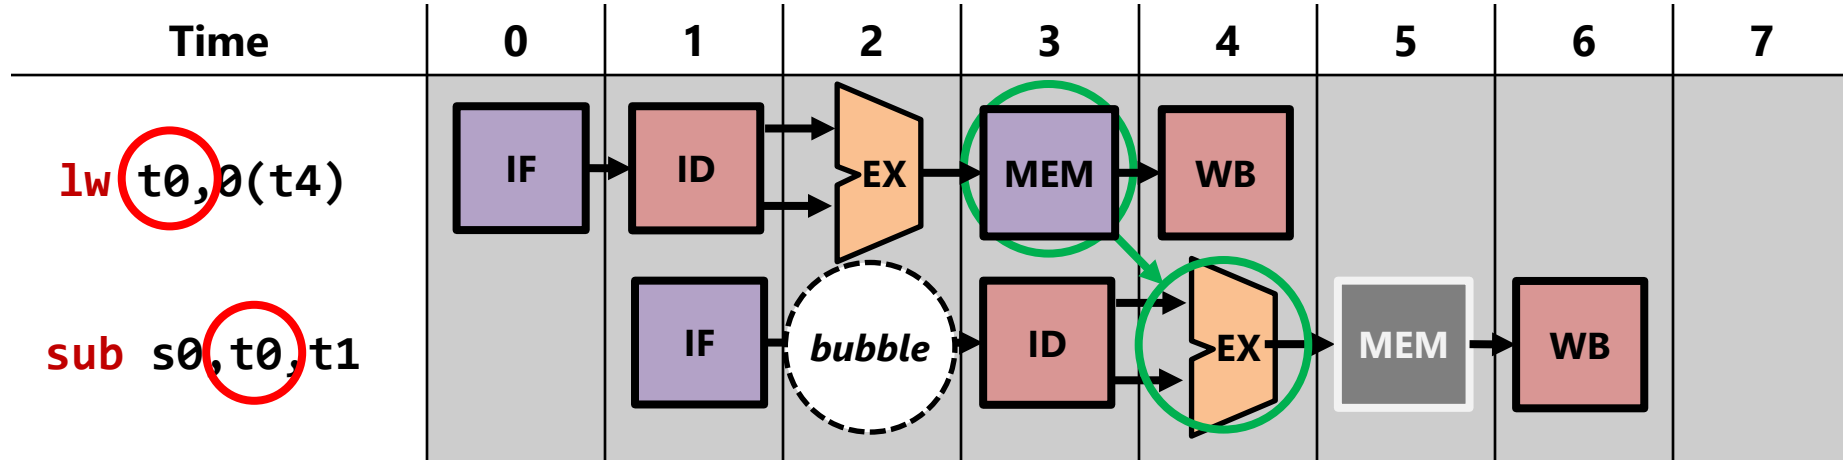 Time 0 1 2 3 4 5 6 7
lw t0,0(t4) IF ID EX MEM WB
sub s0,t0,t1 IF bubble ID EX MEM WB